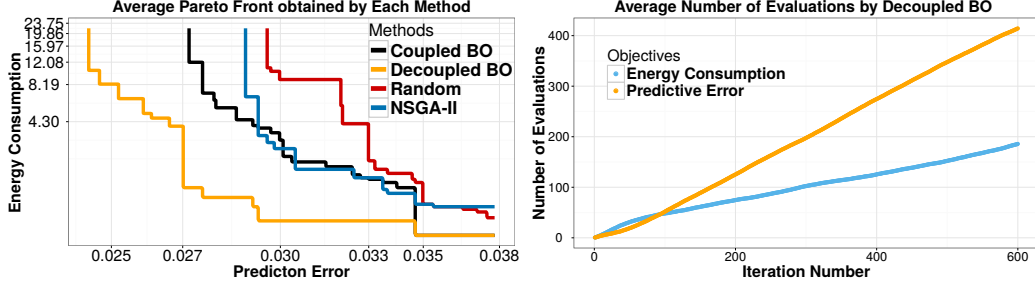 Average Pareto Front obtained by Each Method
Energy Consumption
23.75
19.86
15.97
12.08
8.19
4.30
Methods
Coupled BO
Decoupled BO
Random
NSGA-II
0.025
0.027
0.030
0.033
0.035
0.038
Predicton Error
Average Number of Evaluations by Decoupled BO
Number of Evaluations
400
300
200
100
0
Objectives
Energy Consumption
Predictive Error
0
200
400
600
Iteration Number